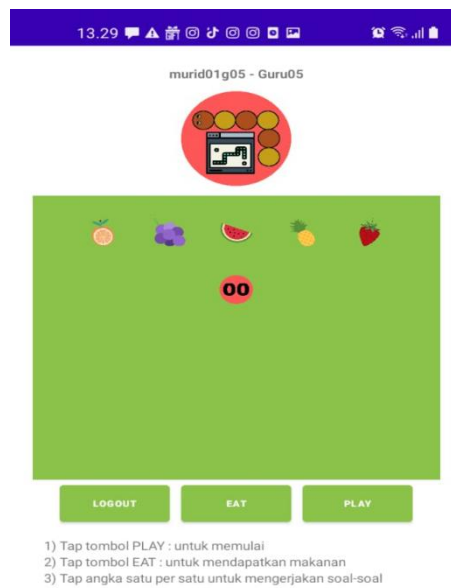 13.29
murid01g05 - Guru05
00
LOGOUT EAT PLAY
1) Tap tombol PLAY : untuk memulai
2) Tap tombol EAT : untuk mendapatkan makanan
3) Tap angka satu per satu untuk mengerjakan soal-soal